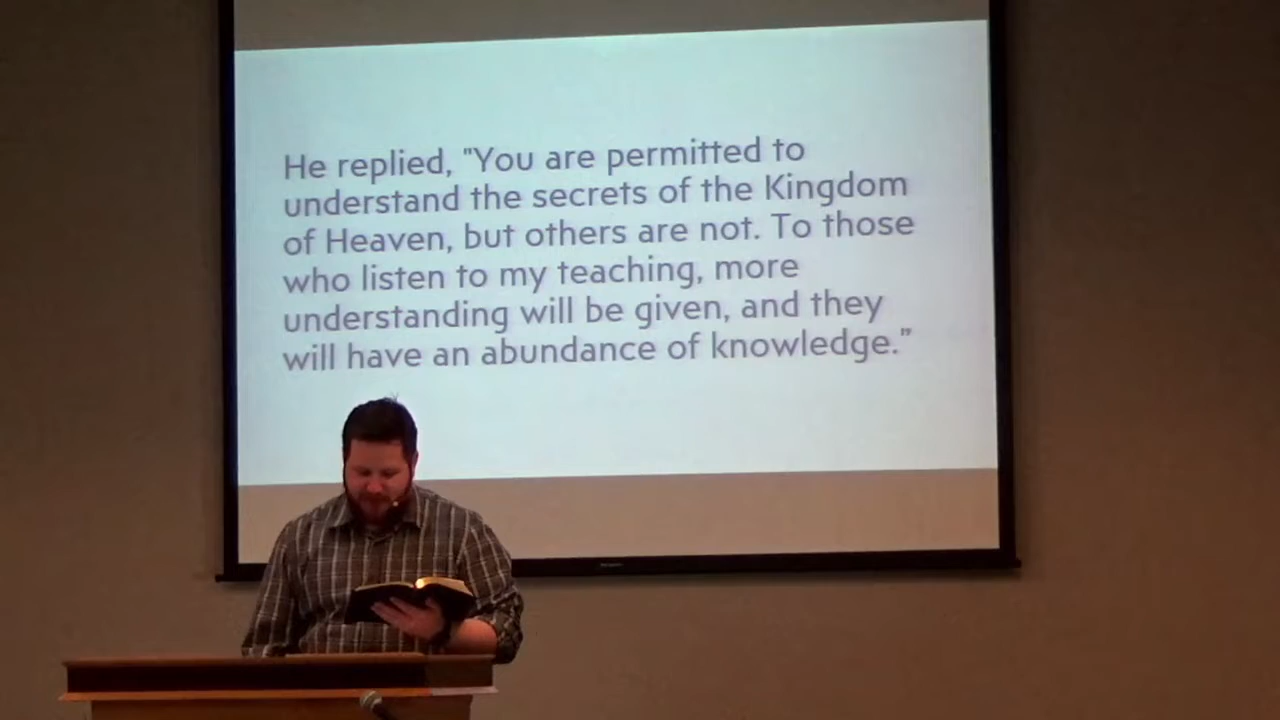 He replied, "You are permitted to
understand the secrets of the Kingdom
of Heaven, but others are not. To those
who listen to my teaching, more
understanding will be given, and they
will have an abundance of knowledge."